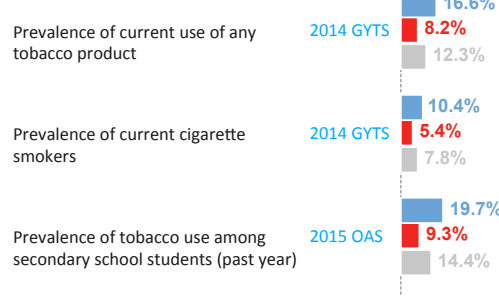 16.6%
Prevalence of current use of any 2014 GYTS 8.2%
tobacco product 12.3%
10.4%
Prevalence of current cigarette 2014 GYTS 5.4%
smokers 7.8%
19.7%
Prevalence of tobacco use among 2015 OAS 9.3%
secondary school students (past year) 14.4%